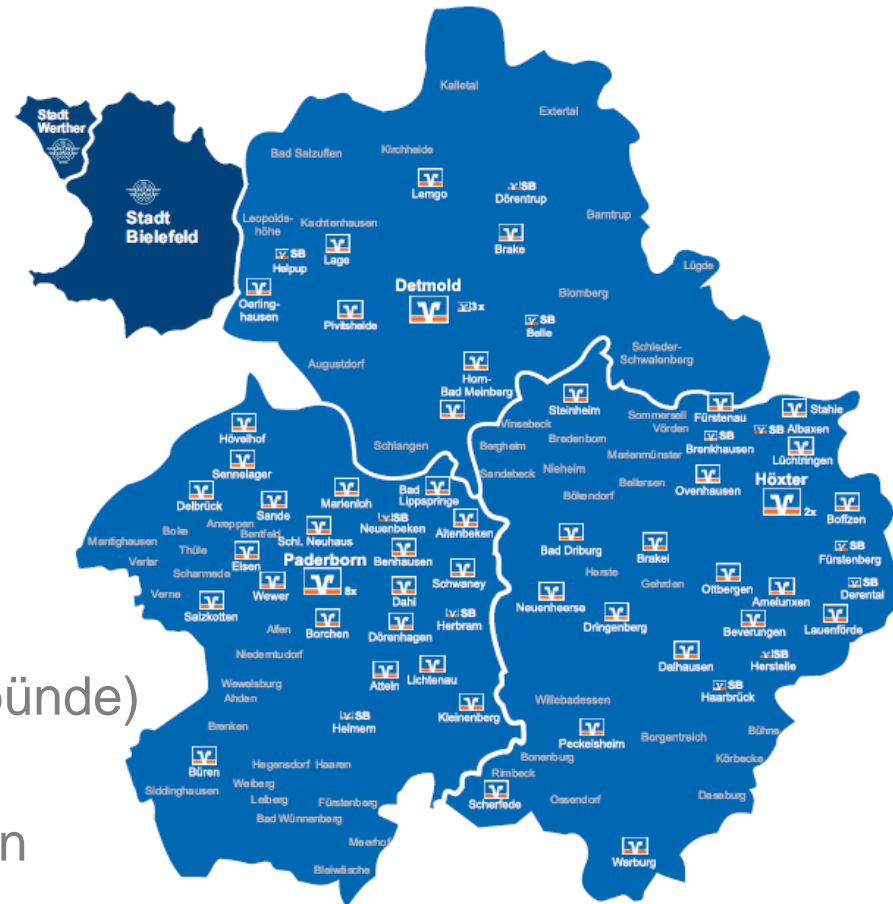 Kalletal
Extertal
Stadt
Werther
Bad Salzuflen
Kirchheide
Lemgo
SB
Dörentrup
Stadt
Bielefeld
Leopolds-
höhe
Kachtenhausen
Barntrup
SB
Helpup
Lage
Brake
Lügde
Oerling-
hausen
Detmold
3x
Blomberg
Pivitsheide
SB
Belle
Schieder-
Schwalenberg
Augustdorf
Horn-
Bad Meinberg
Steinheim
Fürstenau
Stahle
Hövelhof
Schlangen
Vinsebeck
Sommersell
Vörden
SB
Albaxen
Bergheim
Bredenborn
SB
Brenkhausen
Lüchtringen
Sennelager
Marienmünster
Sandebeck
Nieheim
Bellersen
Ovenhausen
Höxter
2x
Delbrück
Marienloh
Bad
Lippspringe
Bökendorf
Boffzen
Sande
SB
Neuenbeken
Altenbeken
Anreppen
Boke
Bentfeld
Schl. Neuhaus
Mantinghausen
Thüle
Bad Driburg
Brakel
SB
Fürstenberg
Verlar
Elsen
Paderborn
8x
Benhausen
Scharmede
Schwaney
Herste
Gehrden
Ottbergen
Amelunxen
SB
Derental
Verne
Wewer
Dahl
Neuenheerse
Salzkotten
Borchen
Dörenhagen
SB
Herbram
Dringenberg
Beverungen
Lauenförde
Alfen
Niederntudorf
Dalhausen
SB
Herstelle
Atteln
Lichtenau
SB
Haarbrück
ünde)
Wewelsburg
Ahden
Kleinenberg
Willebadessen
Brenken
SB
Helmern
Peckelsheim
Borgentreich
Bühne
Büren
Hegensdorf
Haaren
Bonenburg
Körbecke
Rimbeck
Siddinghausen
Weiberg
Leiberg
Fürstenberg
Scherfede
Ossendorf
Daseburg
Bad Wünnenberg
n
Meerhof
Warburg
Bleiwäsche